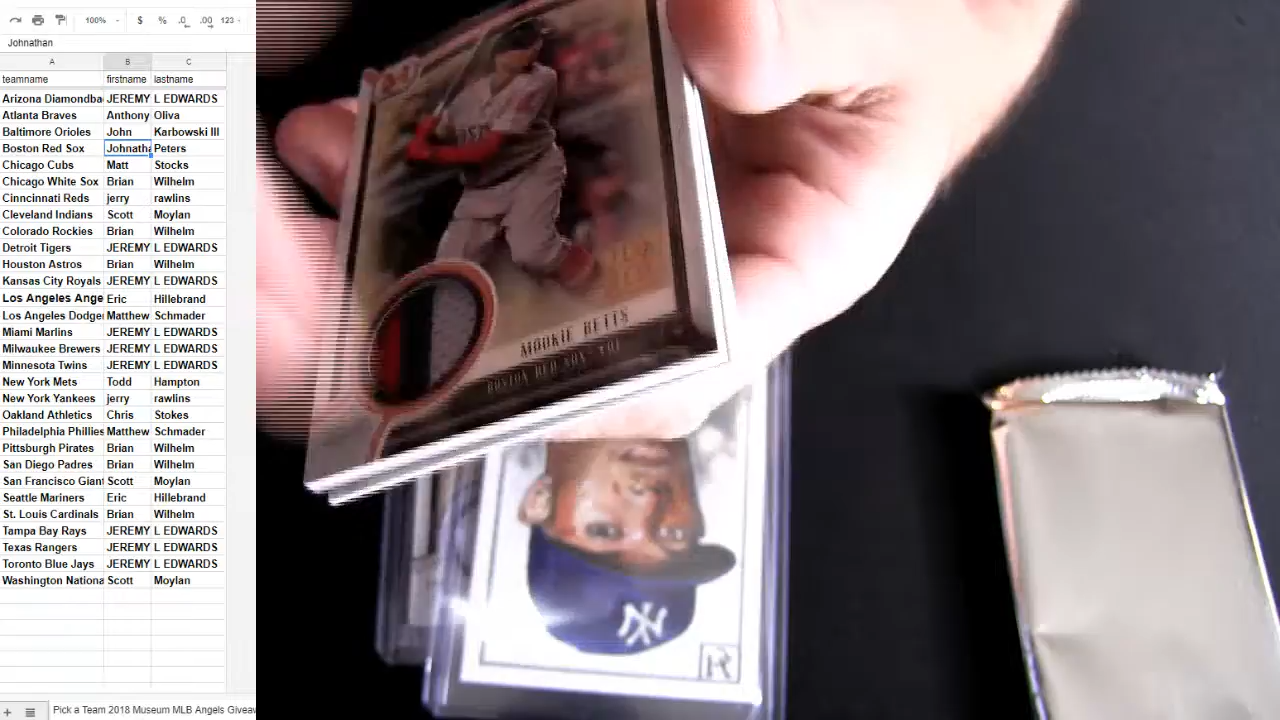 100% $ % .0 .00 123
Johnathan
A B C
teamname firstname lastname
Arizona Diamondba JEREMY L EDWARDS
Atlanta Braves Anthony Oliva
Baltimore Orioles John Karbowski III
Boston Red Sox Johnatha Peters
Chicago Cubs Matt Stocks
Chicago White Sox Brian Wilhelm
Cinncinnati Reds jerry rawlins
Cleveland Indians Scott Moylan
Colorado Rockies Brian Wilhelm
Detroit Tigers JEREMY L EDWARDS
Houston Astros Brian Wilhelm
Kansas City Royals JEREMY L EDWARDS
Los Angeles Ange Eric Hillebrand
Los Angeles Dodge Matthew Schmader
Miami Marlins JEREMY L EDWARDS
Milwaukee Brewers JEREMY L EDWARDS
Minnesota Twins JEREMY L EDWARDS
New York Mets Todd Hampton
New York Yankees jerry rawlins
Oakland Athletics Chris Stokes
Philadelphia Phillies Matthew Schmader
Pittsburgh Pirates Brian Wilhelm
San Diego Padres Brian Wilhelm
San Francisco Giant Scott Moylan
Seattle Mariners Eric Hillebrand
St. Louis Cardinals Brian Wilhelm
Tampa Bay Rays JEREMY L EDWARDS
Texas Rangers JEREMY L EDWARDS
Toronto Blue Jays JEREMY L EDWARDS
Washington Nationa Scott Moylan
Pick a Team 2018 Museum MLB Angels Giveaw
MOOKIE BETTS
BOSTON RED SOX
NY
R